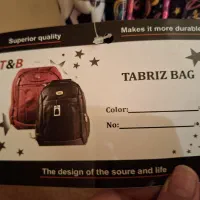 Superior quality
Makes it more durable
T&B
TABRIZ BAG
Color:
No:
The design of the soure and life